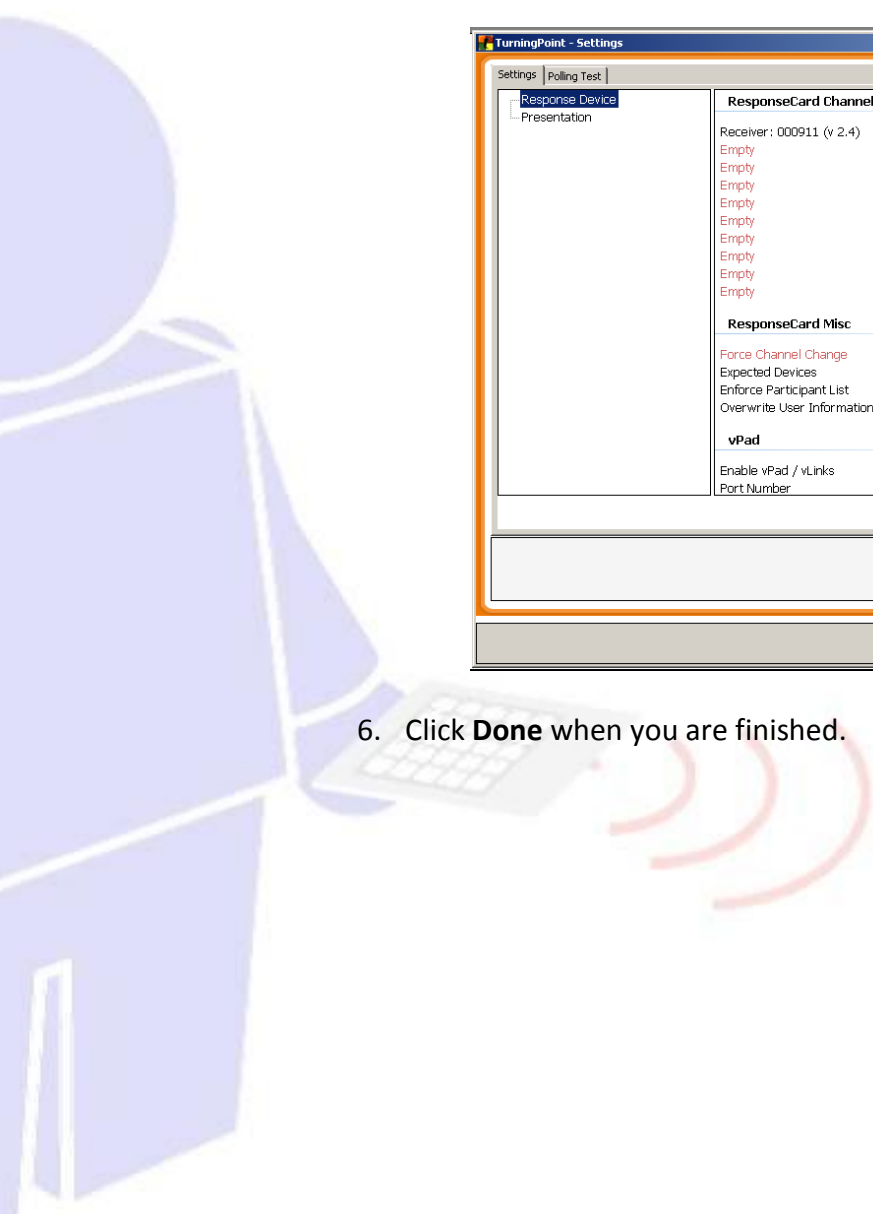 TurningPoint - Settings
Settings Polling Test
Response Device
Presentation
ResponseCard Channel
Receiver: 000911 (v 2.4)
Empty
Empty
Empty
Empty
Empty
Empty
Empty
Empty
Empty
ResponseCard Misc
Force Channel Change
Expected Devices
Enforce Participant List
Overwrite User Information
vPad
Enable vPad / vLinks
Port Number
6. Click Done when you are finished.